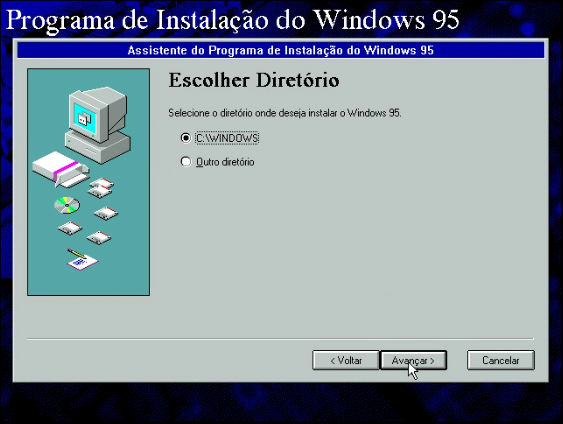 Programa de Instalação do Windows 95
Assistente do Programa de Instalação do Windows 95
Escolher Diretório
Selecione o diretório onde deseja instalar o Windows 95.
C:\WINDOWS
Outro diretório
< Voltar
Avançar >
Cancelar